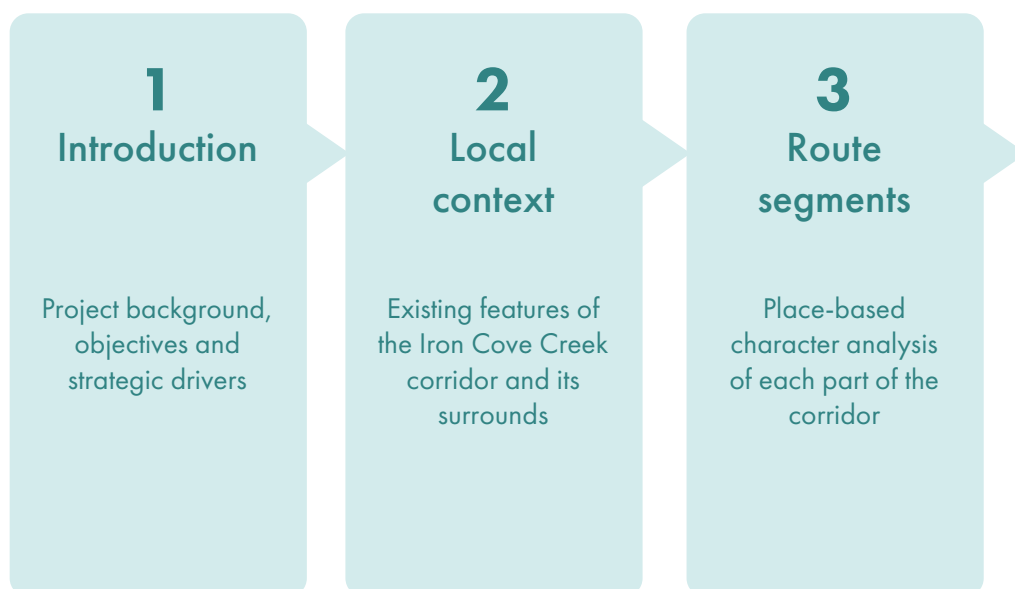 1
Introduction
Project background,
objectives and
strategic drivers
2
Local
context
Existing features of
the Iron Cove Creek
corridor and its
surrounds
3
Route
segments
Place-based
character analysis
of each part of the
corridor